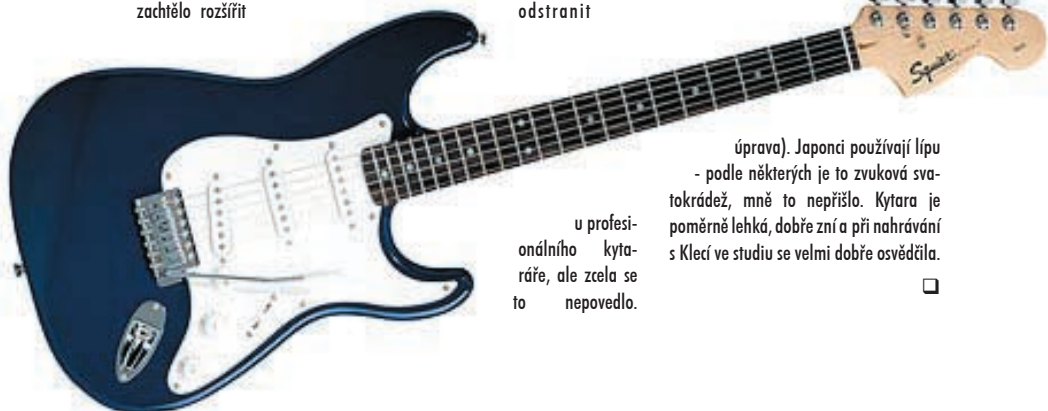 zachtělo rozšířit
odstranit
u profesi-
onálního kyta-
ráře, ale zcela se
to nepovedlo.
úprava). Japonci používají lípu
- podle některých je to zvuková sva-
tokrádež, mně to nepřišlo. Kytara je
poměrně lehká, dobře zní a při nahrávání
s Klecí ve studiu se velmi dobře osvědčila.
Squier